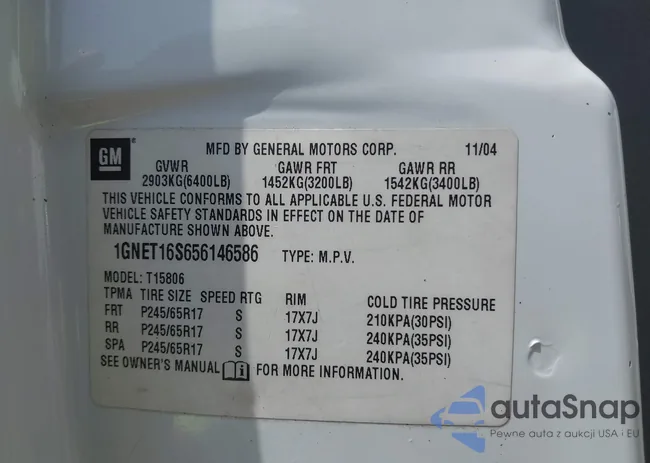 GM
MFD BY GENERAL MOTORS CORP. 11/04
GVWR GAWR FRT GAWR RR
2903KG(6400LB) 1452KG(3200LB) 1542KG(3400LB)
THIS VEHICLE CONFORMS TO ALL APPLICABLE U.S. FEDERAL MOTOR
VEHICLE SAFETY STANDARDS IN EFFECT ON THE DATE OF
MANUFACTURE SHOWN ABOVE.
1GNET16S656146586 TYPE: M.P.V.
MODEL: T15806
TPMA TIRE SIZE SPEED RTG RIM COLD TIRE PRESSURE
FRT P245/65R17 S 17X7J 210KPA(30PSI)
RR P245/65R17 S 17X7J 240KPA(35PSI)
SPA P245/65R17 S 17X7J 240KPA(35PSI)
SEE OWNER'S MANUAL FOR MORE INFORMATION.
autaSnap
Pewne auta z aukcji USA i EU